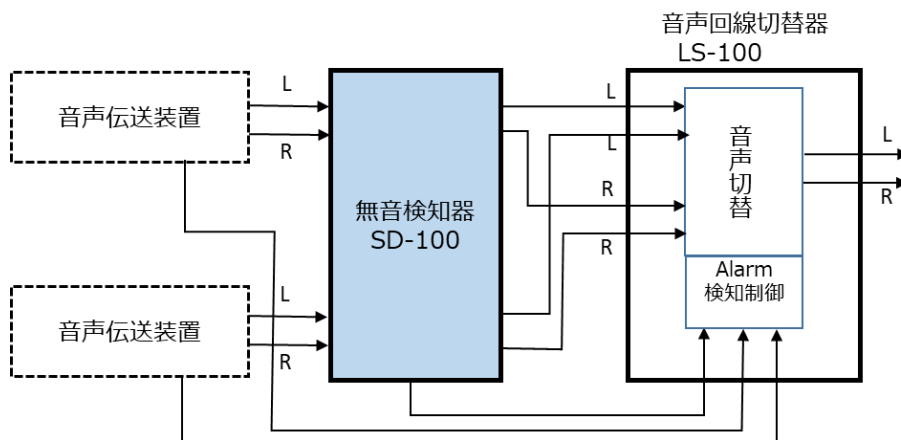 音声回線切替器
LS-100
音声伝送装置
L
R
無音検知器
SD-100
L
L
R
R
音声切替
L
R
Alarm
検知制御
音声伝送装置
L
R